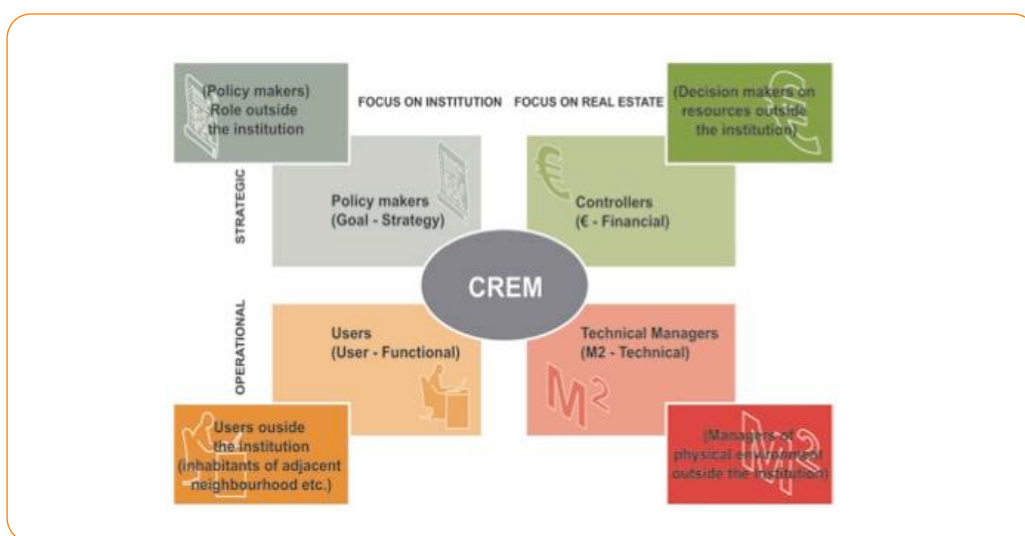 (Policy makers)
Role outside
the institution
FOCUS ON INSTITUTION
FOCUS ON REAL ESTATE
(Decision makers on
resources outside
the institution)
€
STRATEGIC
Policy makers
(Goal - Strategy)
€
Controllers
(€ - Financial)
CREM
OPERATIONAL
Users
(User - Functional)
Technical Managers
(M2 - Technical)
M²
Users ouside
the institution
(inhabitants of adjacent
neighbourhood etc.)
(Managers of
physical environment
outside the institution)
M²